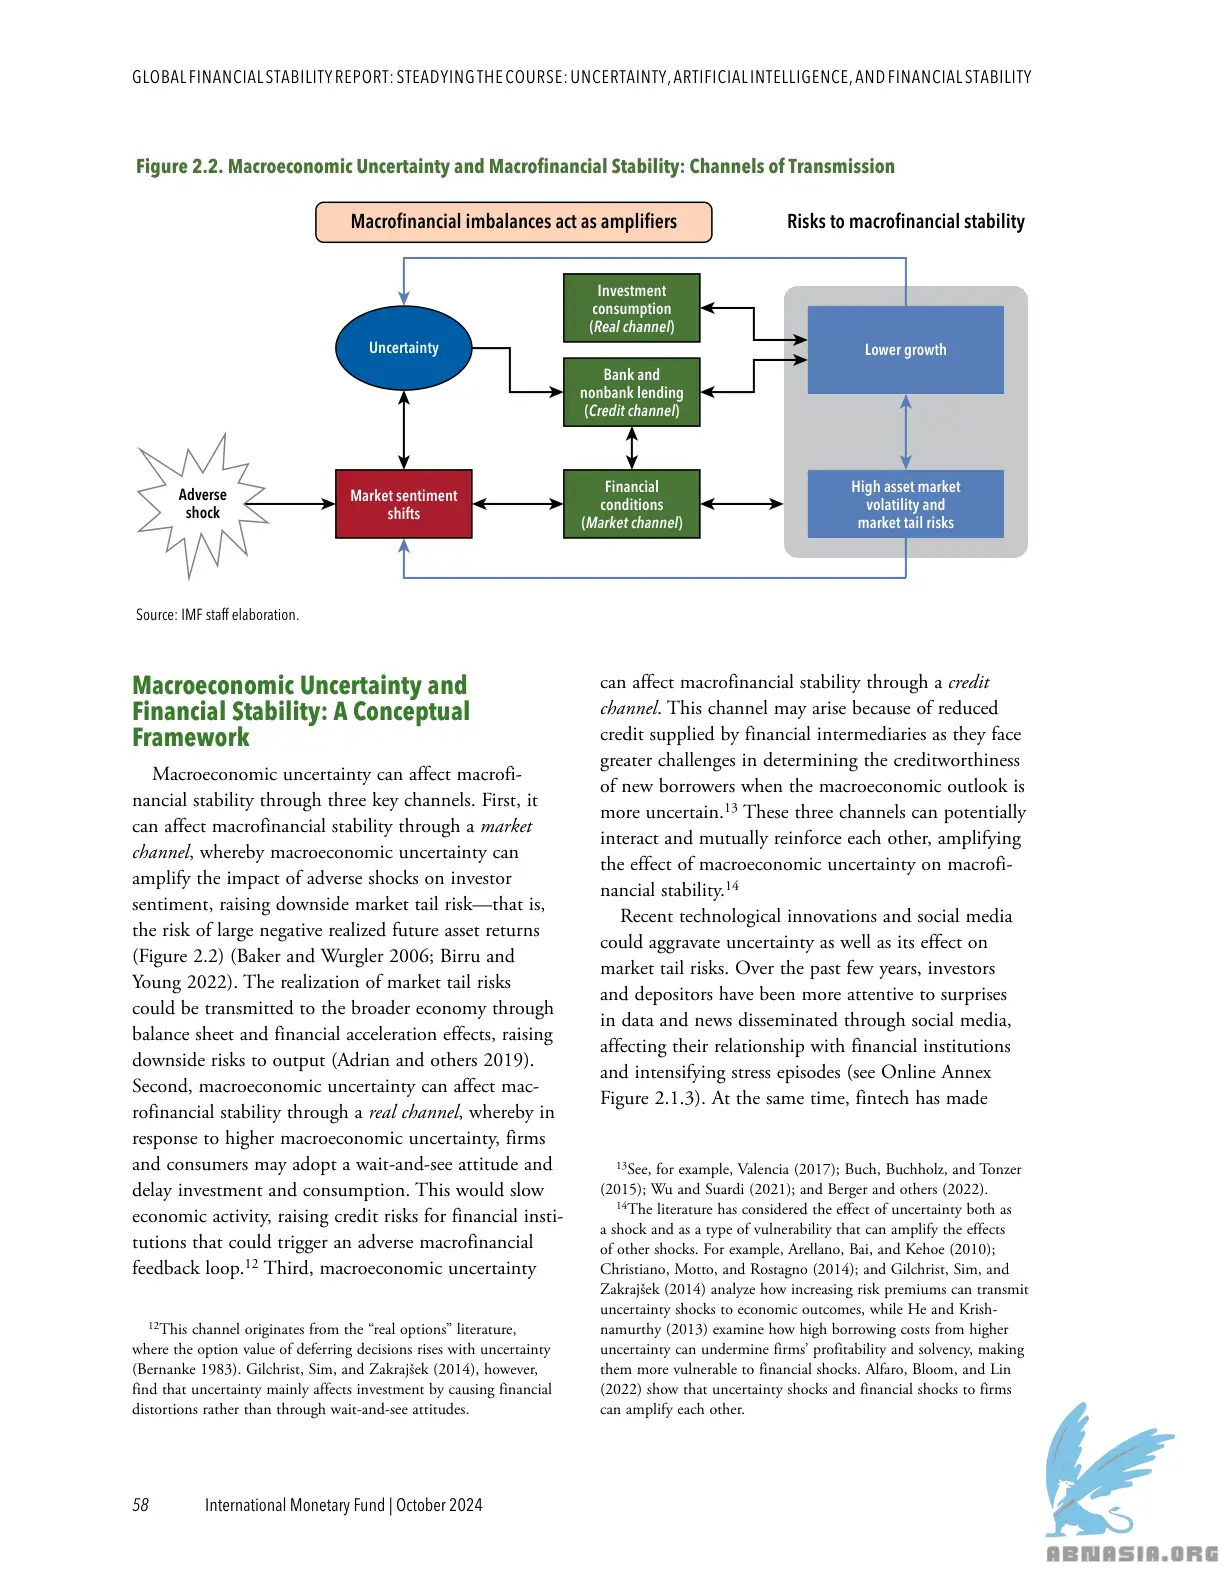 GLOBAL FINANCIAL STABILITY REPORT: STEADYING THE COURSE: UNCERTAINTY, ARTIFICIAL INTELLIGENCE, AND FINANCIAL STABILITY
Figure 2.2. Macroeconomic Uncertainty and Macrofinancial Stability: Channels of Transmission
Macrofinancial imbalances act as amplifiers
Risks to macrofinancial stability
Investment
consumption
(Real channel)
Uncertainty
Lower growth
Bank and
nonbank lending
(Credit channel)
Adverse
shock
Market sentiment
shifts
Financial
conditions
(Market channel)
High asset market
volatility and
market tail risks
Source: IMF staff elaboration.
Macroeconomic Uncertainty and
Financial Stability: A Conceptual
Framework
Macroeconomic uncertainty can affect macrofi-
nancial stability through three key channels. First, it
can affect macrofinancial stability through a market
channel, whereby macroeconomic uncertainty can
amplify the impact of adverse shocks on investor
sentiment, raising downside market tail risk—that is,
the risk of large negative realized future asset returns
(Figure 2.2) (Baker and Wurgler 2006; Birru and
Young 2022). The realization of market tail risks
could be transmitted to the broader economy through
balance sheet and financial acceleration effects, raising
downside risks to output (Adrian and others 2019).
Second, macroeconomic uncertainty can affect mac-
rofinancial stability through a real channel, whereby in
response to higher macroeconomic uncertainty, firms
and consumers may adopt a wait-and-see attitude and
delay investment and consumption. This would slow
economic activity, raising credit risks for financial insti-
tutions that could trigger an adverse macrofinancial
feedback loop.12 Third, macroeconomic uncertainty
12This channel originates from the “real options” literature,
where the option value of deferring decisions rises with uncertainty
(Bernanke 1983). Gilchrist, Sim, and Zakrajšek (2014), however,
find that uncertainty mainly affects investment by causing financial
distortions rather than through wait-and-see attitudes.
can affect macrofinancial stability through a credit
channel. This channel may arise because of reduced
credit supplied by financial intermediaries as they face
greater challenges in determining the creditworthiness
of new borrowers when the macroeconomic outlook is
more uncertain.13 These three channels can potentially
interact and mutually reinforce each other, amplifying
the effect of macroeconomic uncertainty on macrofi-
nancial stability.14
Recent technological innovations and social media
could aggravate uncertainty as well as its effect on
market tail risks. Over the past few years, investors
and depositors have been more attentive to surprises
in data and news disseminated through social media,
affecting their relationship with financial institutions
and intensifying stress episodes (see Online Annex
Figure 2.1.3). At the same time, fintech has made
13See, for example, Valencia (2017); Buch, Buchholz, and Tonzer
(2015); Wu and Suardi (2021); and Berger and others (2022).
14The literature has considered the effect of uncertainty both as
a shock and as a type of vulnerability that can amplify the effects
of other shocks. For example, Arellano, Bai, and Kehoe (2010);
Christiano, Motto, and Rostagno (2014); and Gilchrist, Sim, and
Zakrajšek (2014) analyze how increasing risk premiums can transmit
uncertainty shocks to economic outcomes, while He and Krish-
namurthy (2013) examine how high borrowing costs from higher
uncertainty can undermine firms’ profitability and solvency, making
them more vulnerable to financial shocks. Alfaro, Bloom, and Lin
(2022) show that uncertainty shocks and financial shocks to firms
can amplify each other.
58 International Monetary Fund | October 2024
ABNASIA.ORG